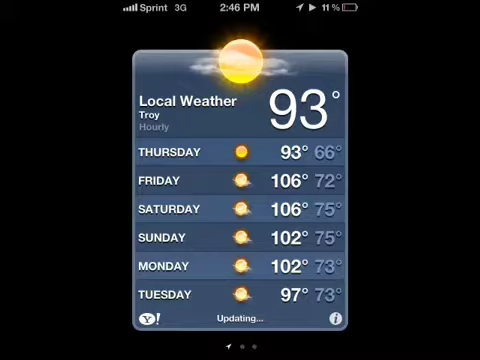 Sprint 3G 2:46 PM 11%
93°
Local Weather
Troy
Hourly
THURSDAY 93° 66°
FRIDAY 106° 72°
SATURDAY 106° 75°
SUNDAY 102° 75°
MONDAY 102° 73°
TUESDAY 97° 73°
Y! Updating... i